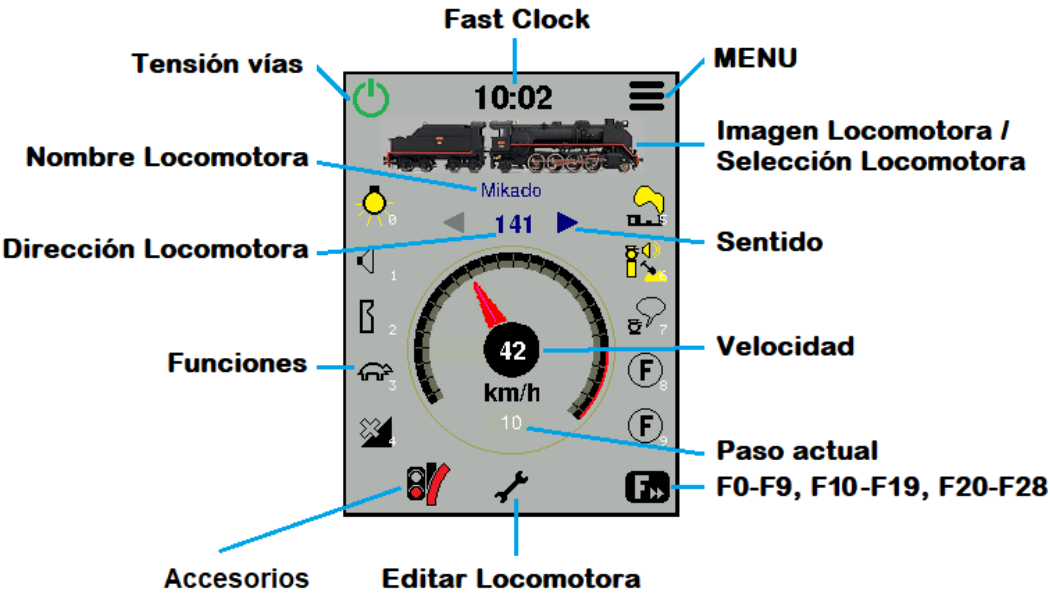 Fast Clock
Tensión vías
MENU
10:02
Imagen Locomotora /
Selección Locomotora
Nombre Locomotora
Mikado
0
5
Dirección Locomotora
141
Sentido
1
6
2
7
Velocidad
42
Funciones
3
F
8
km/h
4
10
F
9
Paso actual
F0-F9, F10-F19, F20-F28
F
Accesorios
Editar Locomotora